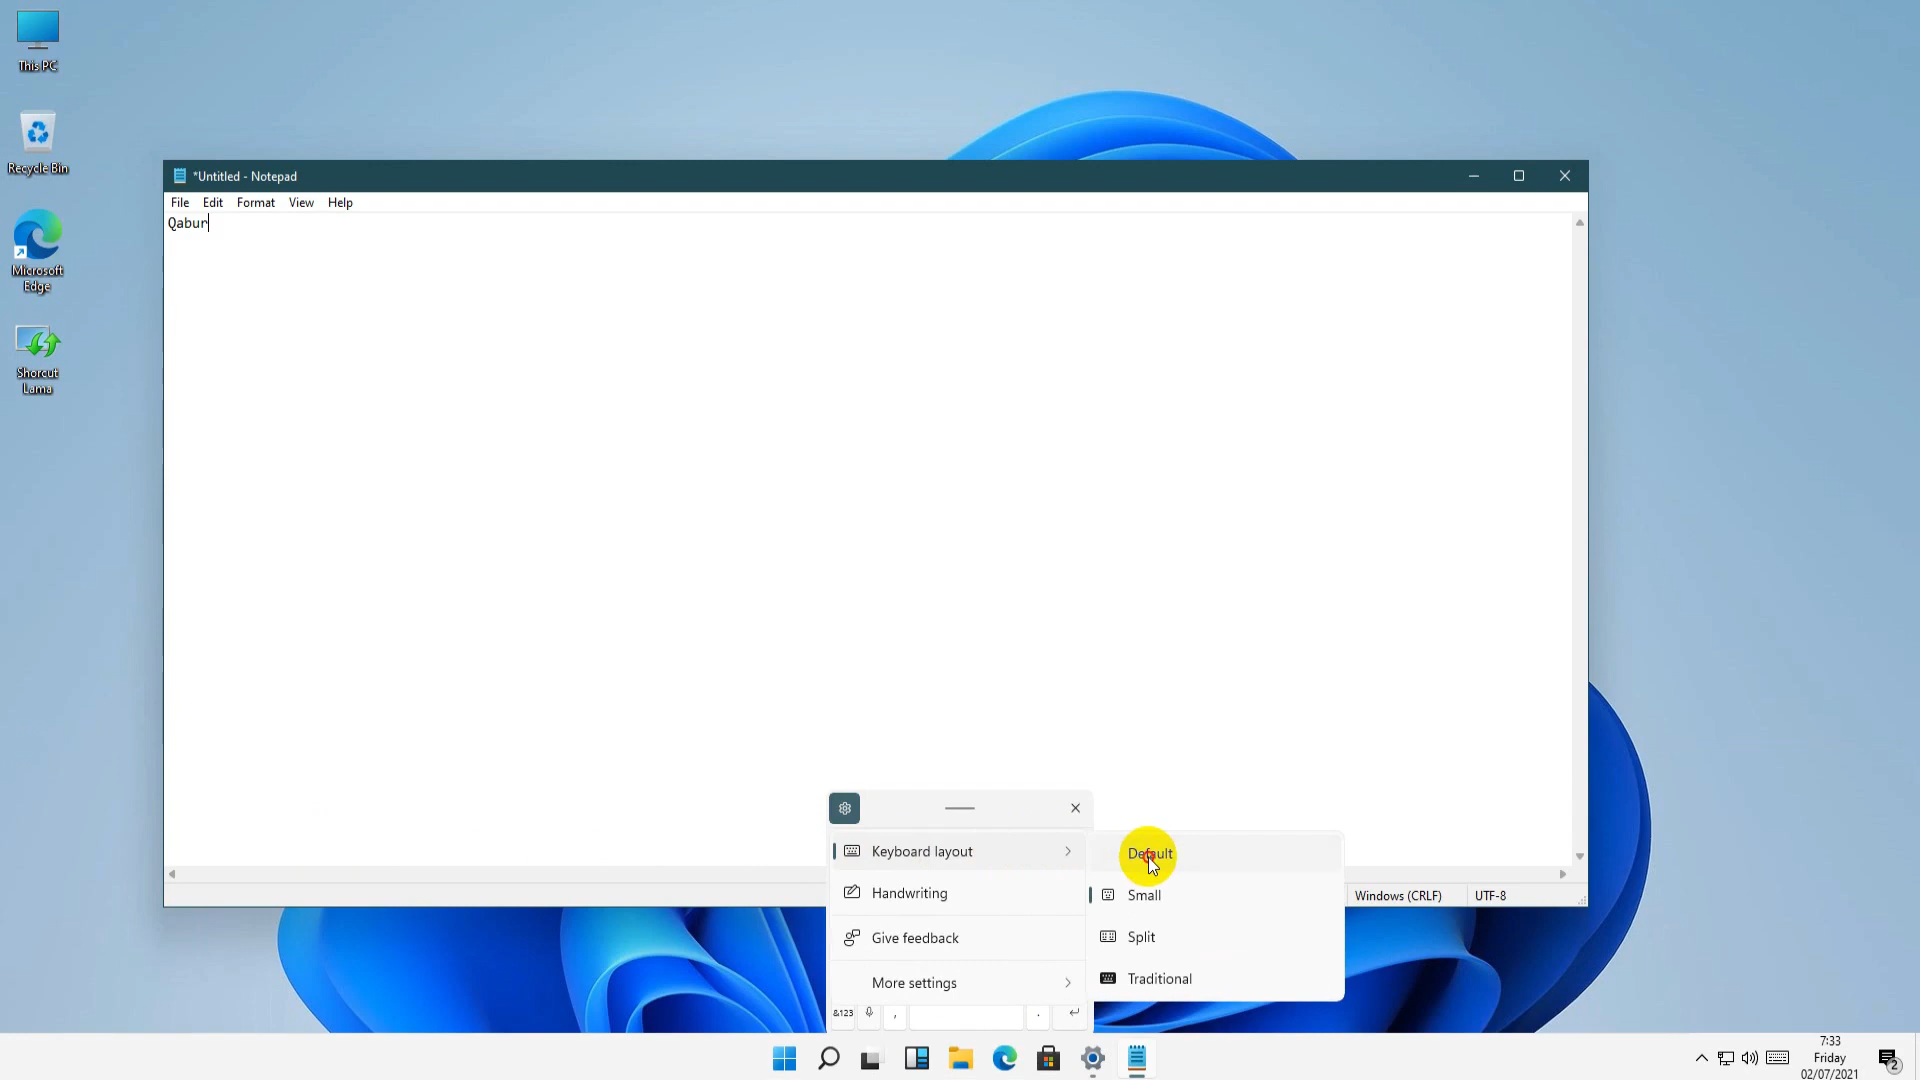 This PC
Recycle Bin
Microsoft
Edge
Shorcut
Lama
*Untitled - Notepad
File Edit Format View Help
Qabur
Keyboard layout
Handwriting
Give feedback
More settings
Default
Small
Split
Traditional
&123 , .
Windows (CRLF) UTF-8
7:33
Friday
02/07/2021
2